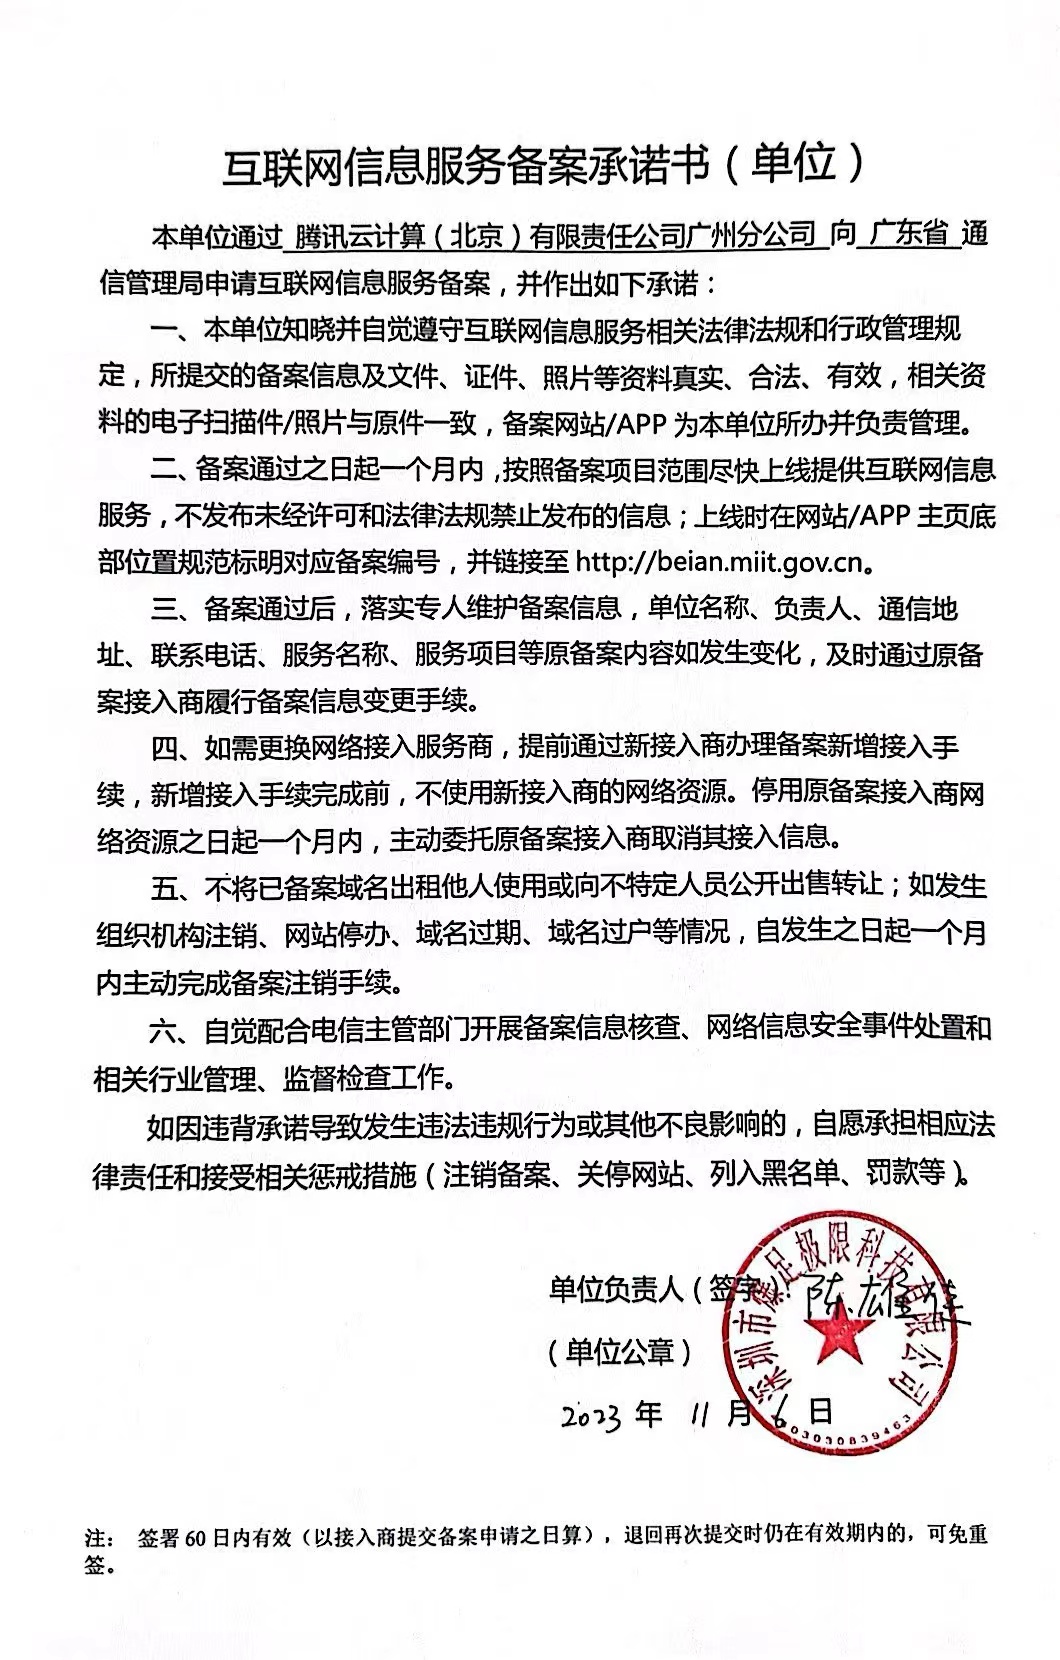 互联网信息服务备案承诺书（单位）
本单位通过 腾讯云计算（北京）有限责任公司广州分公司 向 广东省 通
信管理局申请互联网信息服务备案，并作出如下承诺：
一、本单位知晓并自觉遵守互联网信息服务相关法律法规和行政管理规
定，所提交的备案信息及文件、证件、照片等资料真实、合法、有效，相关资
料的电子扫描件/照片与原件一致，备案网站/APP 为本单位所办并负责管理。
二、备案通过之日起一个月内，按照备案项目范围尽快上线提供互联网信息
服务，不发布未经许可和法律法规禁止发布的信息；上线时在网站/APP 主页底
部位置规范标明对应备案编号，并链接至 http://beian.miit.gov.cn。
三、备案通过后，落实专人维护备案信息，单位名称、负责人、通信地
址、联系电话、服务名称、服务项目等原备案内容如发生变化，及时通过原备
案接入商履行备案信息变更手续。
四、如需更换网络接入服务商，提前通过新接入商办理备案新增接入手
续，新增接入手续完成前，不使用新接入商的网络资源。停用原备案接入商网
络资源之日起一个月内，主动委托原备案接入商取消其接入信息。
五、不将已备案域名出租他人使用或向不特定人员公开出售转让；如发生
组织机构注销、网站停办、域名过期、域名过户等情况，自发生之日起一个月
内主动完成备案注销手续。
六、自觉配合电信主管部门开展备案信息核查、网络信息安全事件处置和
相关行业管理、监督检查工作。
如因违背承诺导致发生违法违规行为或其他不良影响的，自愿承担相应法
律责任和接受相关惩戒措施（注销备案、关停网站、列入黑名单、罚款等）。
单位负责人（签字）：陈
（单位公章）
深圳市 足极限科技有限公司
2023 年 11 月 6 日
03030839463
注： 签署 60 日内有效（以接入商提交备案申请之日算），退回再次提交时仍在有效期内的，可免重
签。